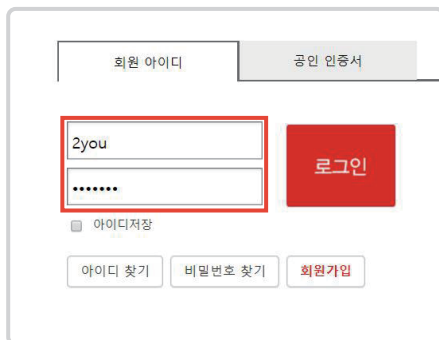 회원 아이디
공인 인증서
2you
•••••••
로그인
아이디저장
아이디 찾기
비밀번호 찾기
회원가입